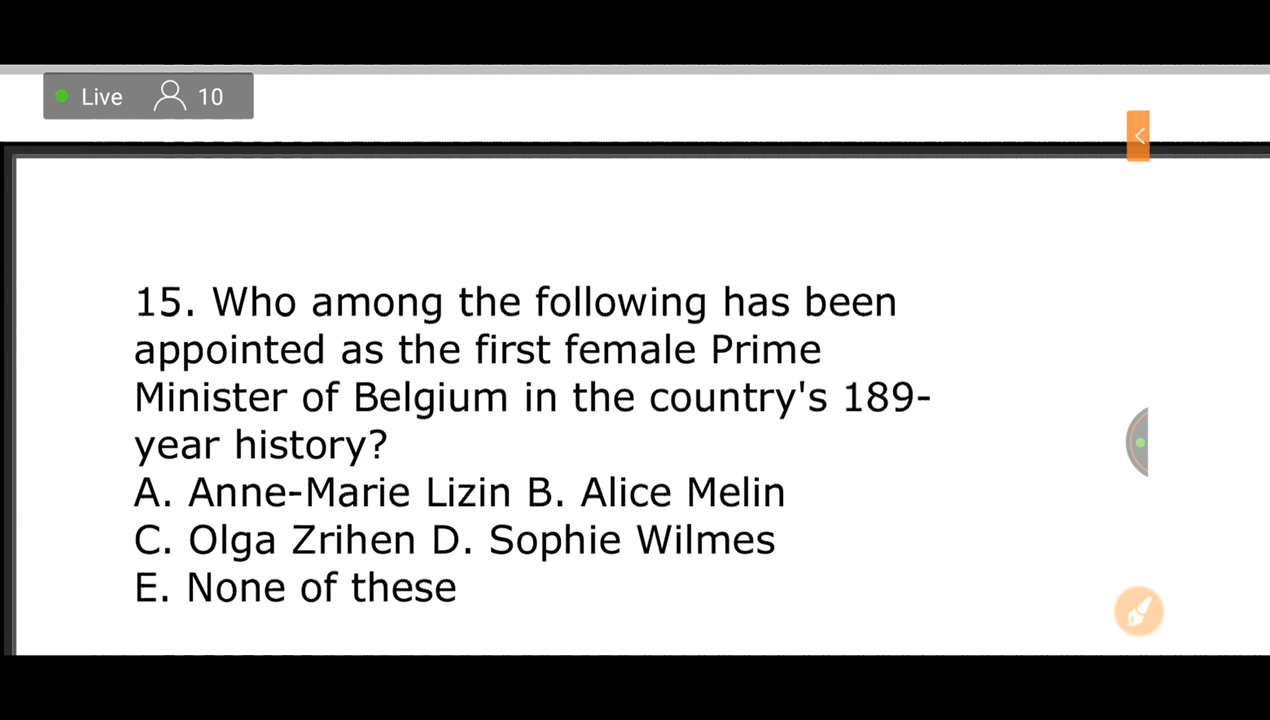 Live 10
15. Who among the following has been
appointed as the first female Prime
Minister of Belgium in the country's 189-
year history?
A. Anne-Marie Lizin B. Alice Melin
C. Olga Zrihen D. Sophie Wilmes
E. None of these